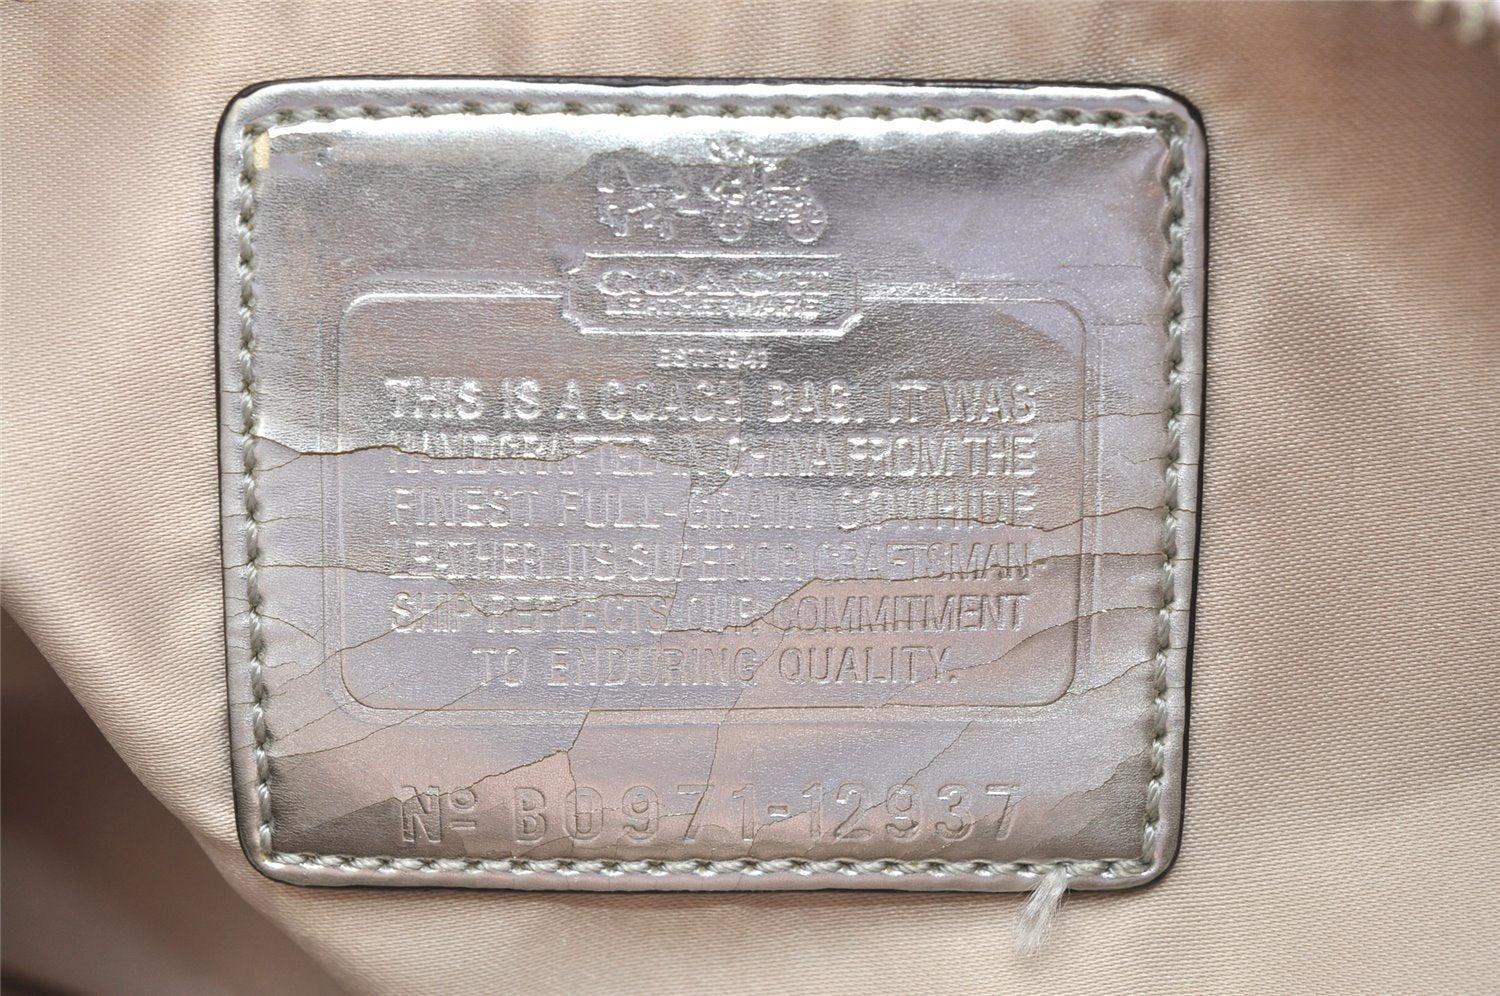 COACH
LEATHERWARE
EST. 1941
THIS IS A COACH BAG. IT WAS
HANDCRAFTED IN CHINA FROM THE
FINEST FULL-GRAIN COWHIDE
LEATHER. ITS SUPERIOR CRAFTSMAN-
SHIP REFLECTS OUR COMMITMENT
TO ENDURING QUALITY.
Nº B0971-12937